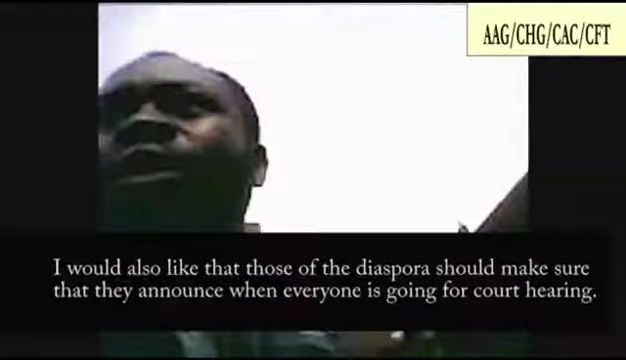 AAG/CHG/CAC/CFT
I would also like that those of the diaspora should make sure
that they announce when everyone is going for court hearing.